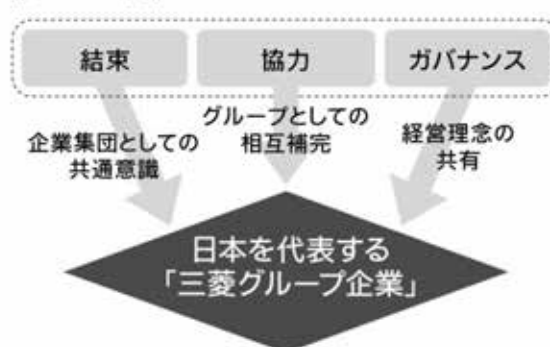 結束
協力
ガバナンス
企業集団としての
共通意識
グループとしての
相互補完
経営理念の
共有
日本を代表する
「三菱グループ企業」